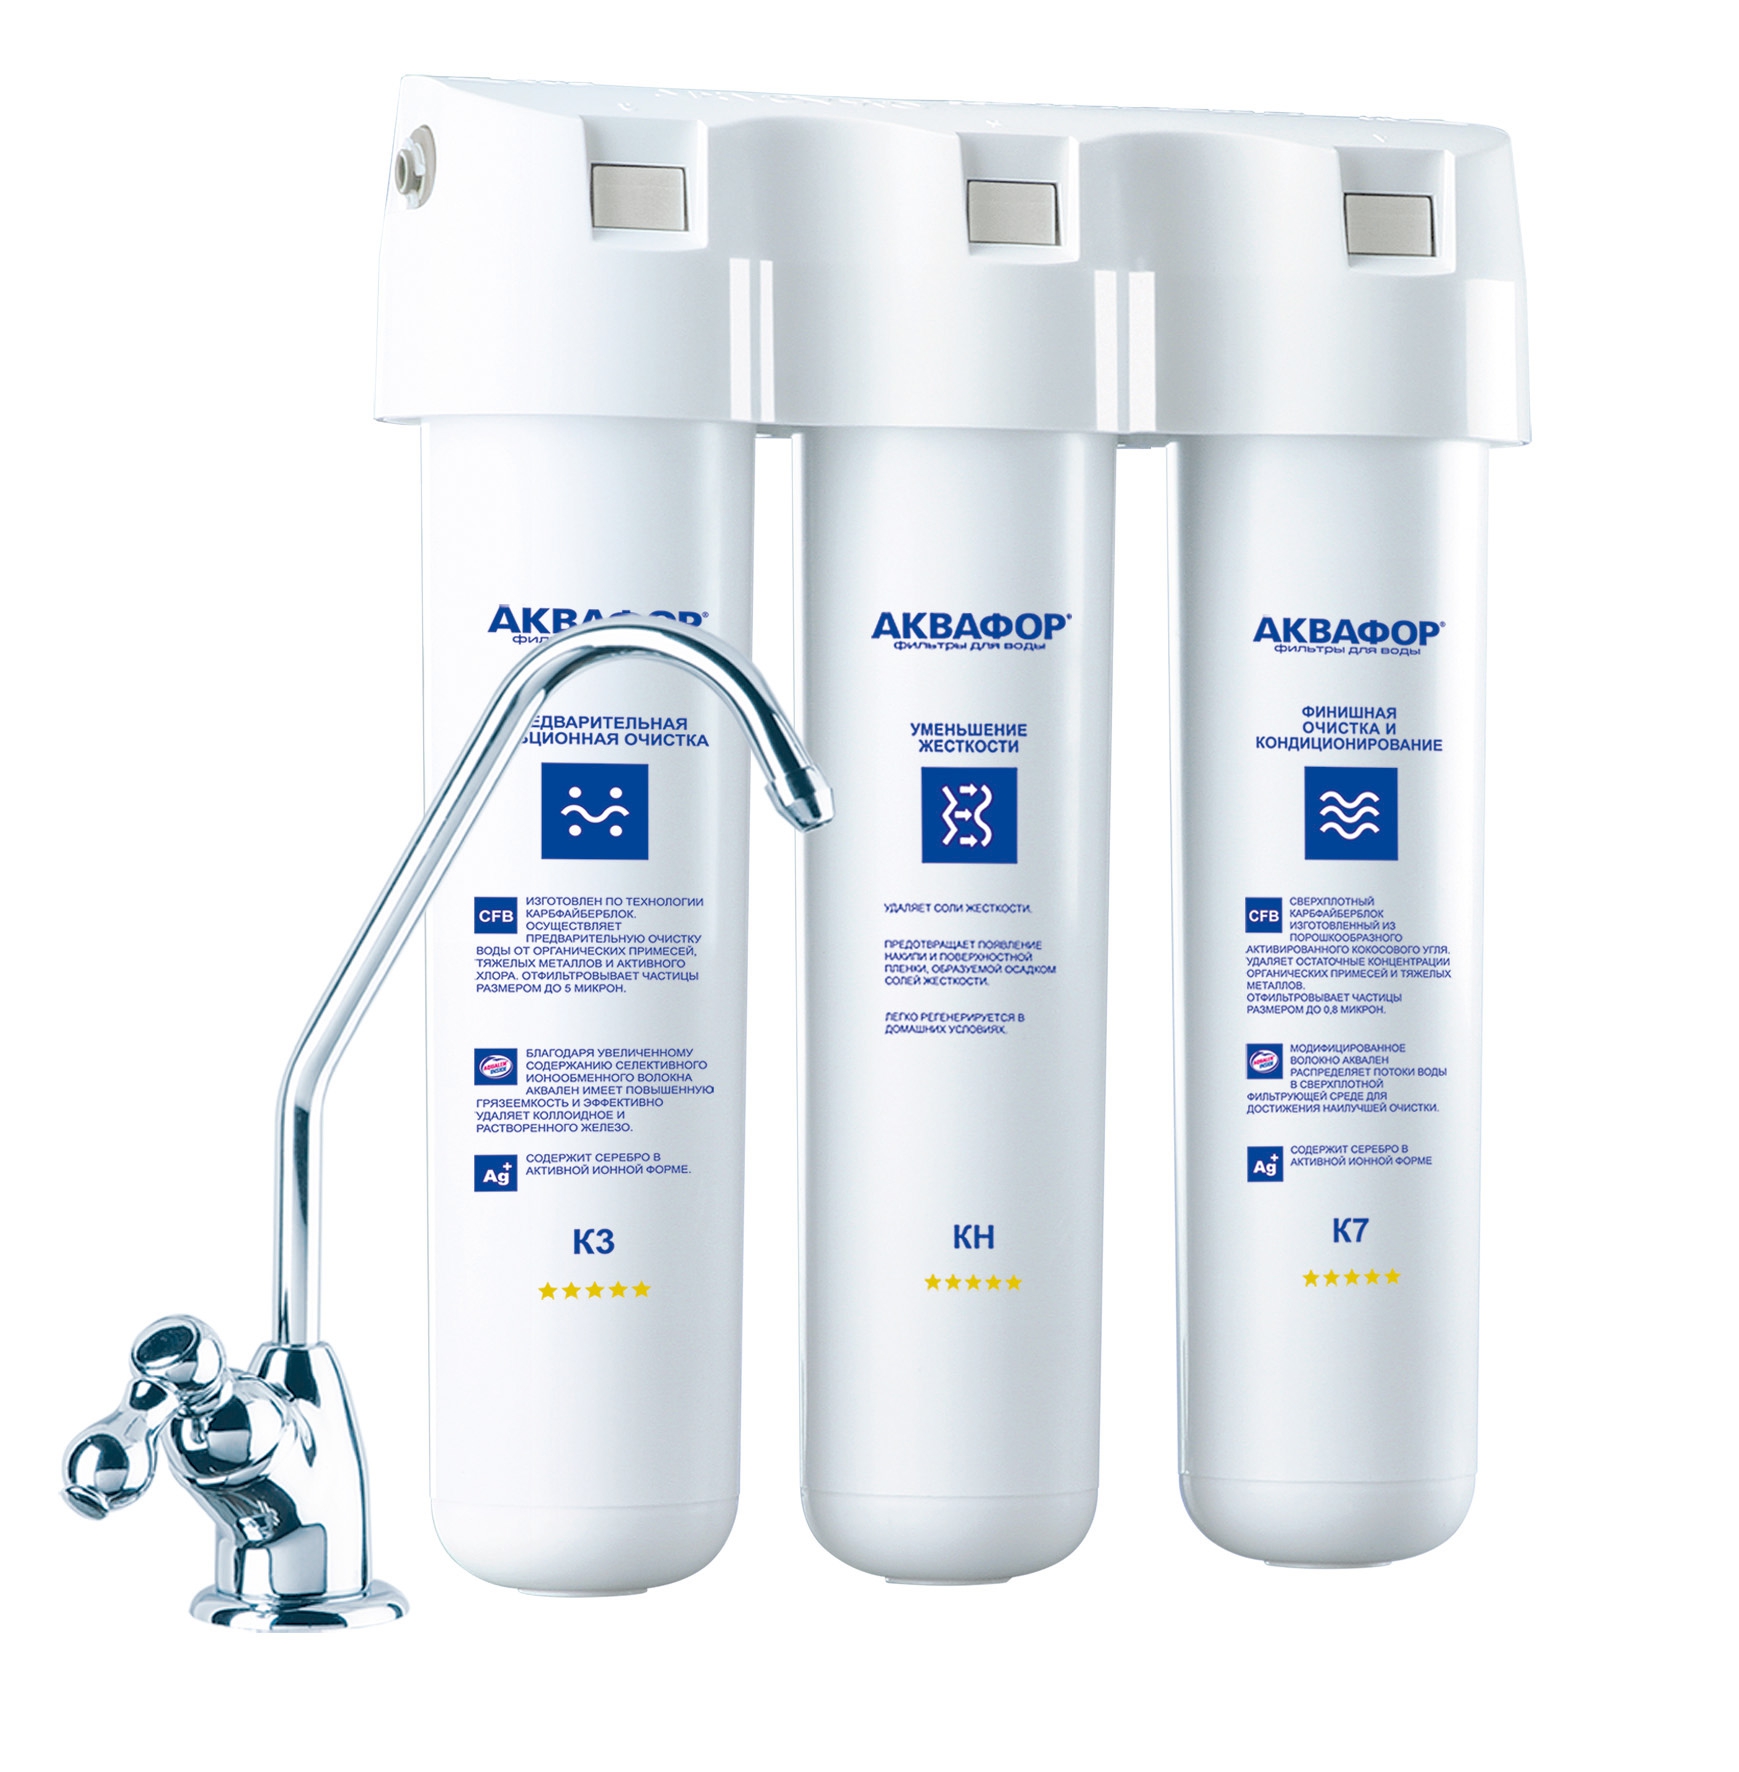 АКВАФОР®
ЕДВАРИТЕЛЬНАЯ
ЦИОННАЯ ОЧИСТКА
CFB
ИЗГОТОВЛЕН ПО ТЕХНОЛОГИИ
КАРБФАЙБЕРБЛОК.
ОСУЩЕСТВЛЯЕТ
ПРЕДВАРИТЕЛЬНУЮ ОЧИСТКУ
ВОДЫ ОТ ОРГАНИЧЕСКИХ ПРИМЕСЕЙ,
ТЯЖЕЛЫХ МЕТАЛЛОВ И АКТИВНОГО
ХЛОРА. ОТФИЛЬТРОВЫВАЕТ ЧАСТИЦЫ
РАЗМЕРОМ ДО 5 МИКРОН.
БЛАГОДАРЯ УВЕЛИЧЕННОМУ
СОДЕРЖАНИЮ СЕЛЕКТИВНОГО
ИОНООБМЕННОГО ВОЛОКНА
АКВАЛЕН ИМЕЕТ ПОВЫШЕННУЮ
ГРЯЗЕЕМКОСТЬ И ЭФФЕКТИВНО
УДАЛЯЕТ КОЛЛОИДНОЕ И
РАСТВОРЕННОГО ЖЕЛЕЗО.
Ag+
СОДЕРЖИТ СЕРЕБРО В
АКТИВНОЙ ИОННОЙ ФОРМЕ.
К3
АКВАФОР®
фильтры для воды
УМЕНЬШЕНИЕ
ЖЕСТКОСТИ
УДАЛЯЕТ СОЛИ ЖЕСТКОСТИ.
ПРЕДОТВРАЩАЕТ ПОЯВЛЕНИЕ
НАКИПИ И ПОВЕРХНОСТНОЙ
ПЛЕНКИ, ОБРАЗУЕМОЙ ОСАДКОМ
СОЛЕЙ ЖЕСТКОСТИ.
ЛЕГКО РЕГЕНЕРИРУЕТСЯ В
ДОМАШНИХ УСЛОВИЯХ.
КН
АКВАФОР®
фильтры для воды
ФИНИШНАЯ
ОЧИСТКА И
КОНДИЦИОНИРОВАНИЕ
CFB
СВЕРХПЛОТНЫЙ
КАРБФАЙБЕРБЛОК
ИЗГОТОВЛЕННЫЙ ИЗ
ПОРОШКООБРАЗНОГО
АКТИВИРОВАННОГО КОКОСОВОГО УГЛЯ.
УДАЛЯЕТ ОСТАТОЧНЫЕ КОНЦЕНТРАЦИИ
ОРГАНИЧЕСКИХ ПРИМЕСЕЙ И ТЯЖЕЛЫХ
МЕТАЛЛОВ.
ОТФИЛЬТРОВЫВАЕТ ЧАСТИЦЫ
РАЗМЕРОМ ДО 0,8 МИКРОН.
МОДИФИЦИРОВАННОЕ
ВОЛОКНО АКВАЛЕН
РАСПРЕДЕЛЯЕТ ПОТОКИ ВОДЫ
В СВЕРХПЛОТНОЙ
ФИЛЬТРУЮЩЕЙ СРЕДЕ ДЛЯ
ДОСТИЖЕНИЯ НАИЛУЧШЕЙ ОЧИСТКИ.
Ag+
СОДЕРЖИТ СЕРЕБРО В
АКТИВНОЙ ИОННОЙ ФОРМЕ
К7